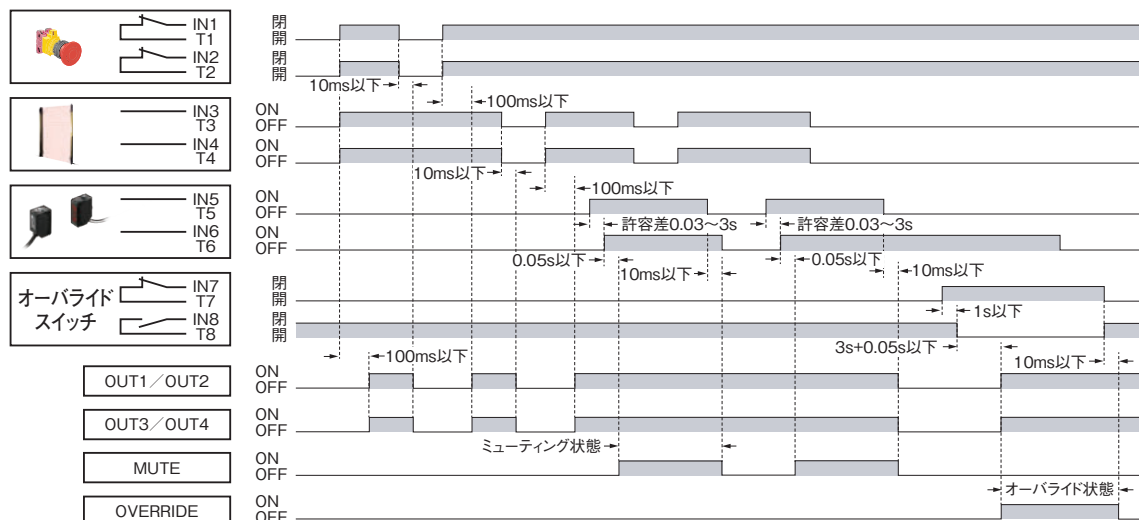 IN1
T1
IN2
T2
閉
開
閉
開
10ms以下
100ms以下
IN3
T3
IN4
T4
ON
OFF
ON
OFF
10ms以下
100ms以下
IN5
T5
IN6
T6
ON
OFF
ON
OFF
許容差0.03〜3s
許容差0.03〜3s
0.05s以下
0.05s以下
10ms以下
10ms以下
オーバライド
スイッチ
IN7
T7
IN8
T8
閉
開
閉
開
1s以下
3s+0.05s以下
100ms以下
10ms以下
OUT1／OUT2
ON
OFF
OUT3／OUT4
ON
OFF
ミューティング状態
MUTE
ON
OFF
オーバライド状態
OVERRIDE
ON
OFF